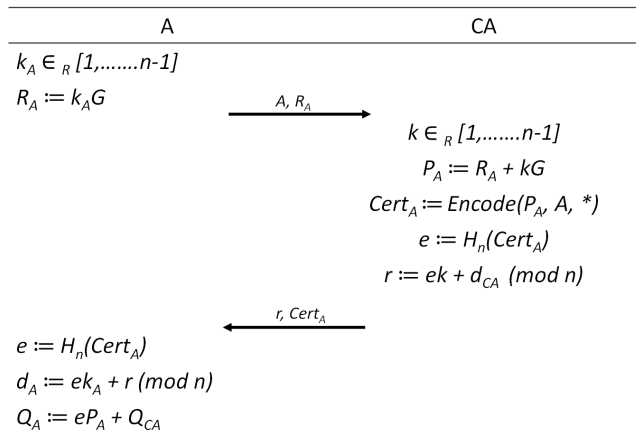 A CA
k_A ∈ _R [1,.......n-1]
R_A ≔ k_AG
A, R_A
k ∈ _R [1,.......n-1]
P_A ≔ R_A + kG
Cert_A ≔ Encode(P_A, A, *)
e ≔ H_n(Cert_A)
r ≔ ek + d_CA (mod n)
r, Cert_A
e ≔ H_n(Cert_A)
d_A ≔ ek_A + r (mod n)
Q_A ≔ eP_A + Q_CA